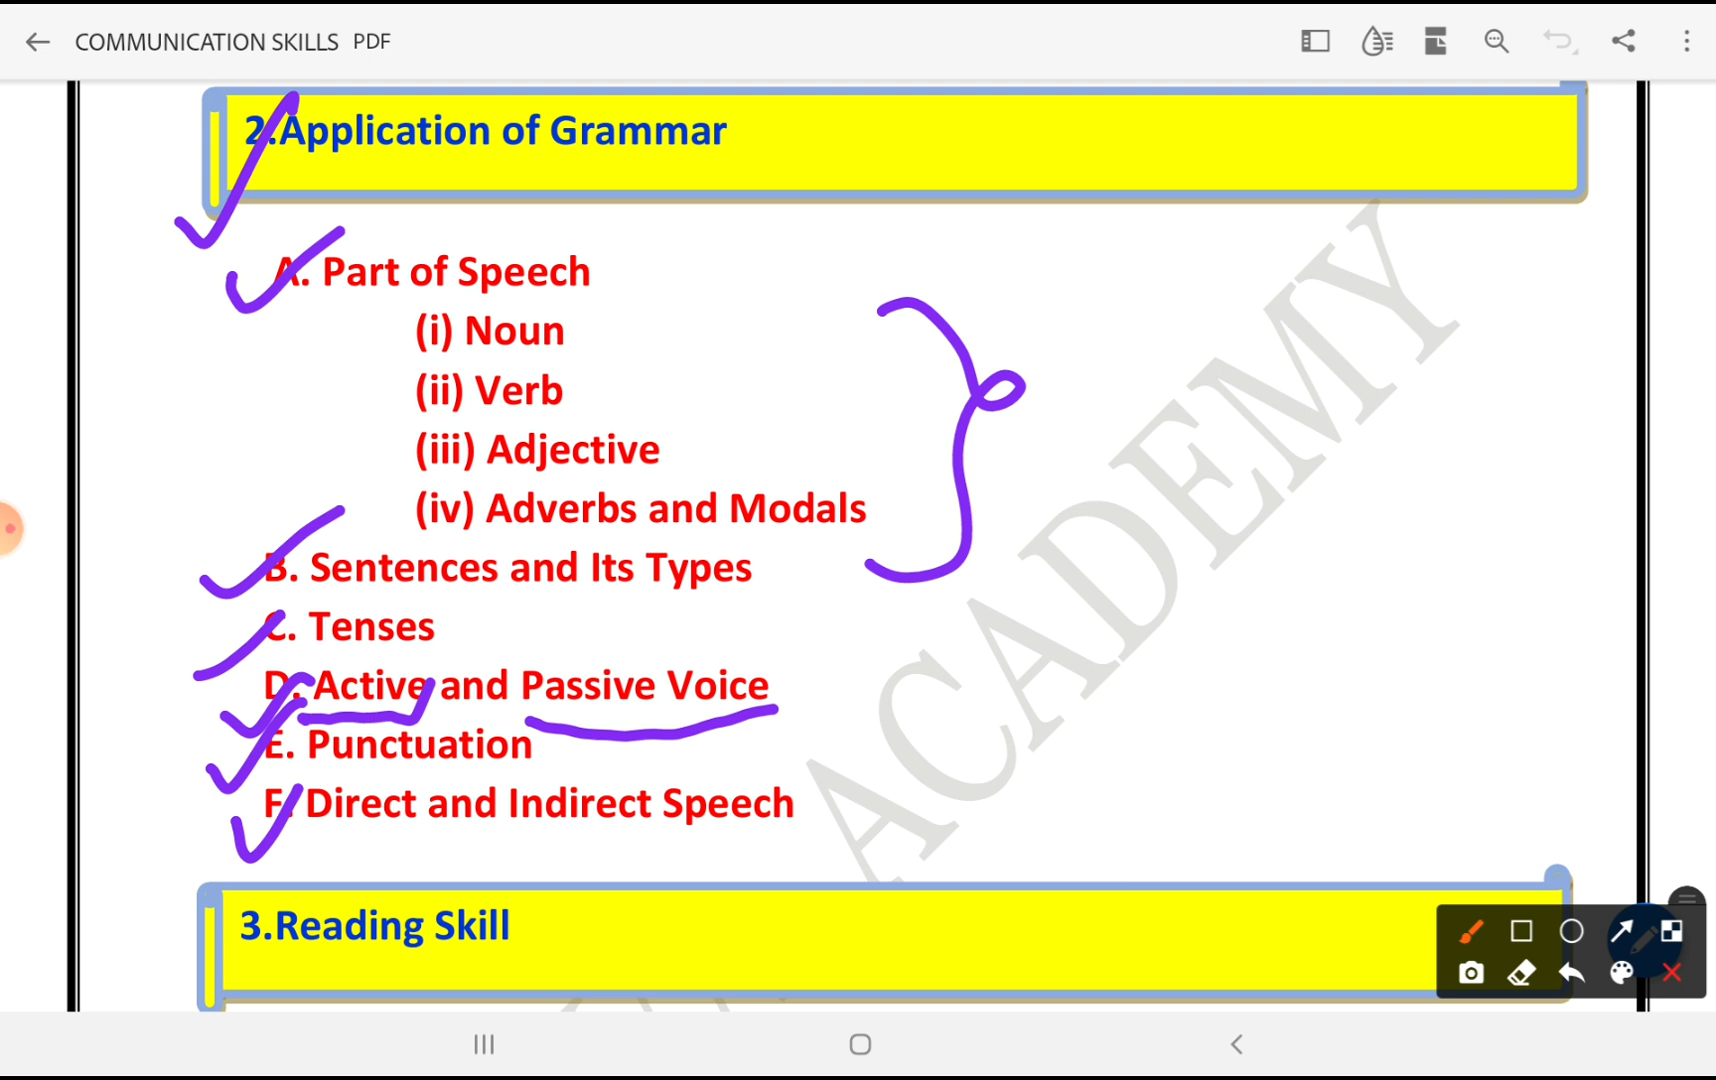 COMMUNICATION SKILLS PDF
2.Application of Grammar
A. Part of Speech
(i) Noun
(ii) Verb
(iii) Adjective
(iv) Adverbs and Modals
B. Sentences and Its Types
C. Tenses
D. Active and Passive Voice
E. Punctuation
F. Direct and Indirect Speech
3.Reading Skill
ACADEMY